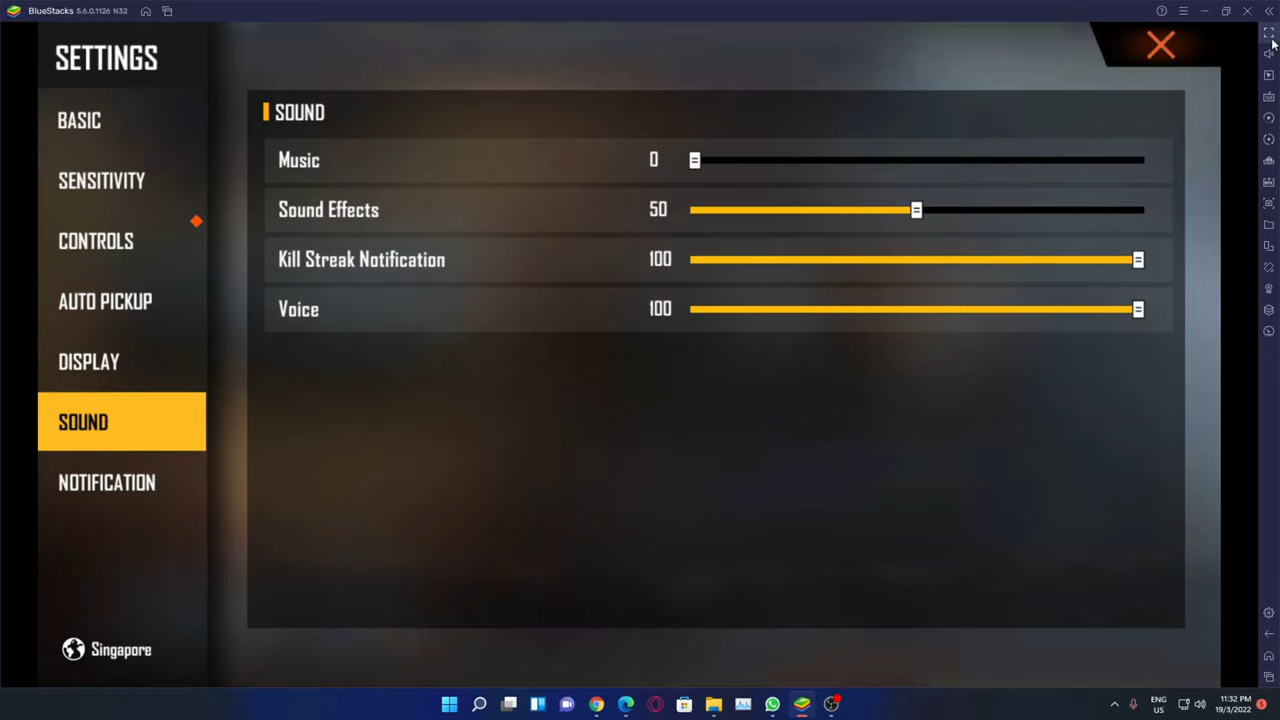 BlueStacks 5.6.0.1126 N32
SETTINGS
BASIC
SENSITIVITY
CONTROLS
AUTO PICKUP
DISPLAY
SOUND
NOTIFICATION
Singapore
SOUND
Music 0
Sound Effects 50
Kill Streak Notification 100
Voice 100
ENG
US
11:32 PM
19/3/2022
5